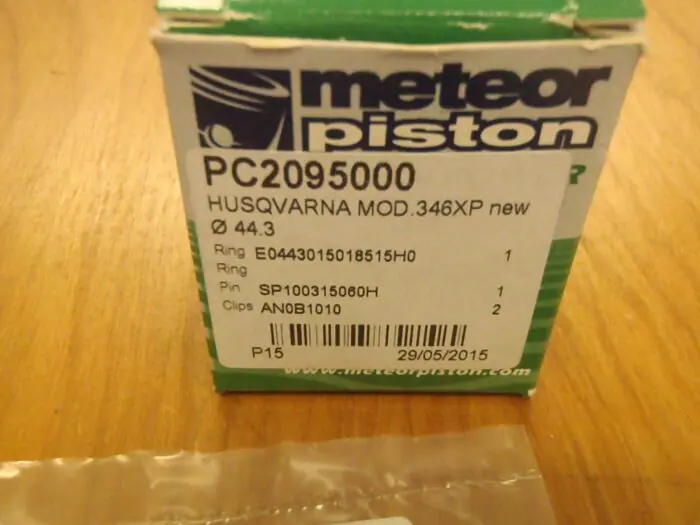 meteor
piston
PC2095000
HUSQVARNA MOD.346XP new
Ø 44.3
Ring E0443015018515H0 1
Ring
Pin SP100315060H 1
Clips AN0B1010 2
P15 29/05/2015
www.meteorpiston.com